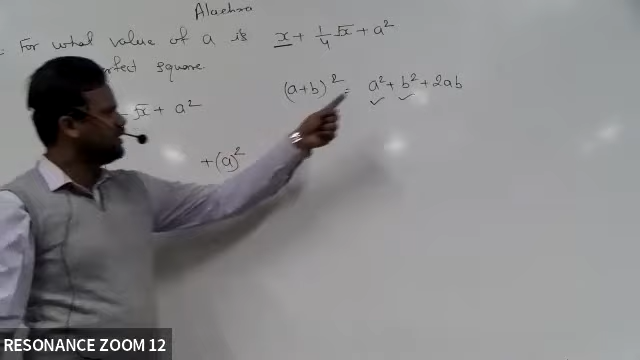 Algebra
For what value of a is x + 1/4 √x + a²
perfect square.
(a+b)² = a² + b² + 2ab
√x + a²
+ (a)²
RESONANCE ZOOM 12